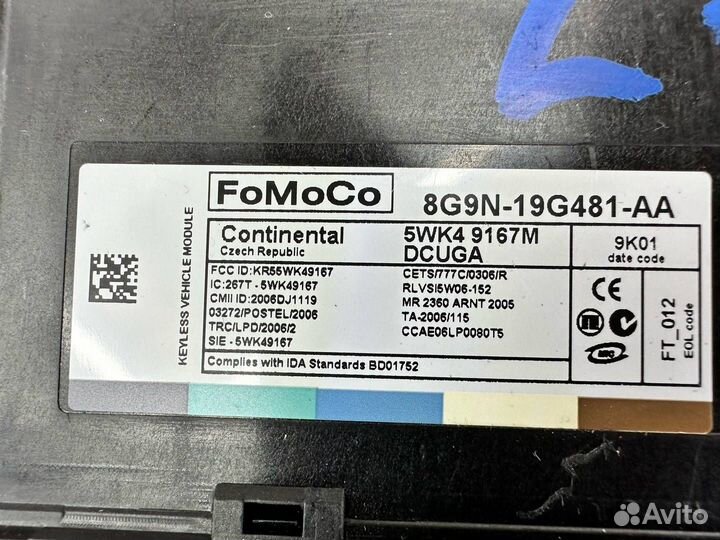 FoMoCo
8G9N-19G481-AA
KEYLESS VEHICLE MODULE
Continental
Czech Republic
5WK4 9167M
DCUGA
9K01
date code
FCC ID:KR55WK49167
IC:267T - 5WK49167
CMII ID:2006DJ1119
03272/POSTEL/2006
TRC/LPD/2006/2
SIE - 5WK49167
CETS/777C/0306/R
RLVSI5W06-152
MR 2360 ARNT 2005
TA-2006/115
CCAE06LP0080T5
Complies with IDA Standards BD01752
CE
FT_012
EOL code
Avito